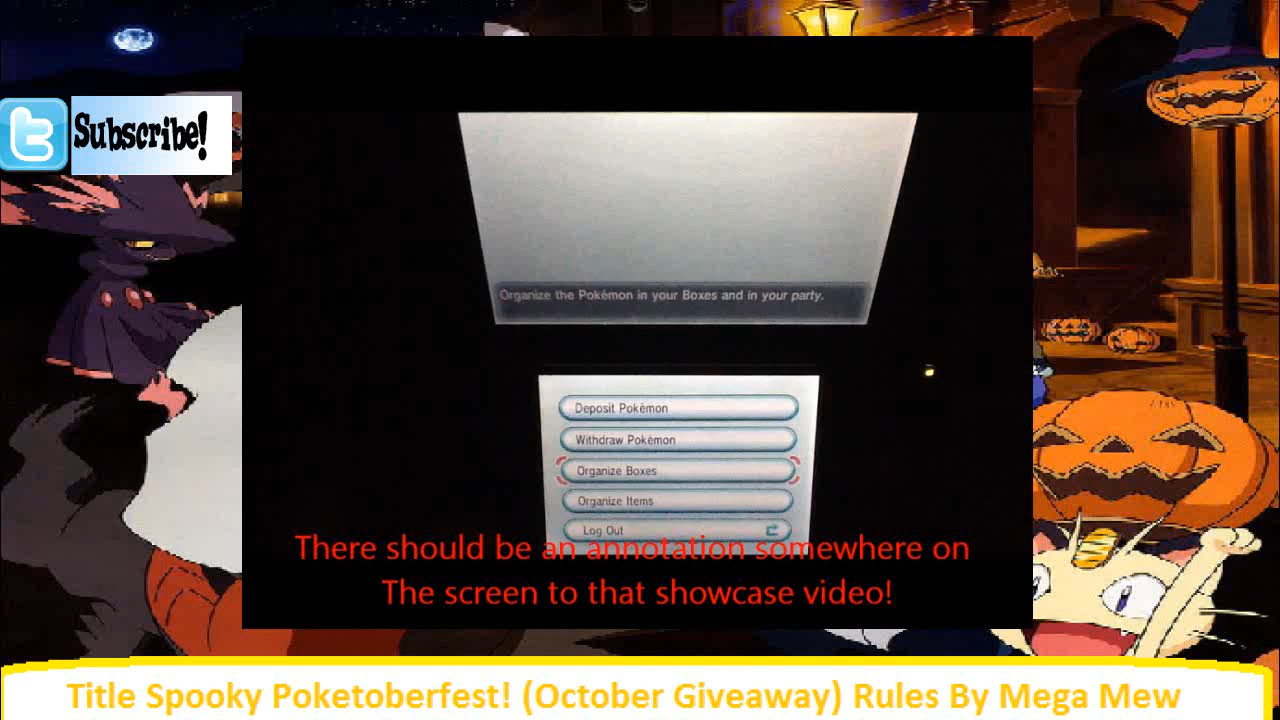 Subscribe!
Organize the Pokémon in your Boxes and in your party.
Deposit Pokémon
Withdraw Pokémon
Organize Boxes
Organize Items
Log Out
There should be an annotation somewhere on
The screen to that showcase video!
Title Spooky Poketoberfest! (October Giveaway) Rules By Mega Mew